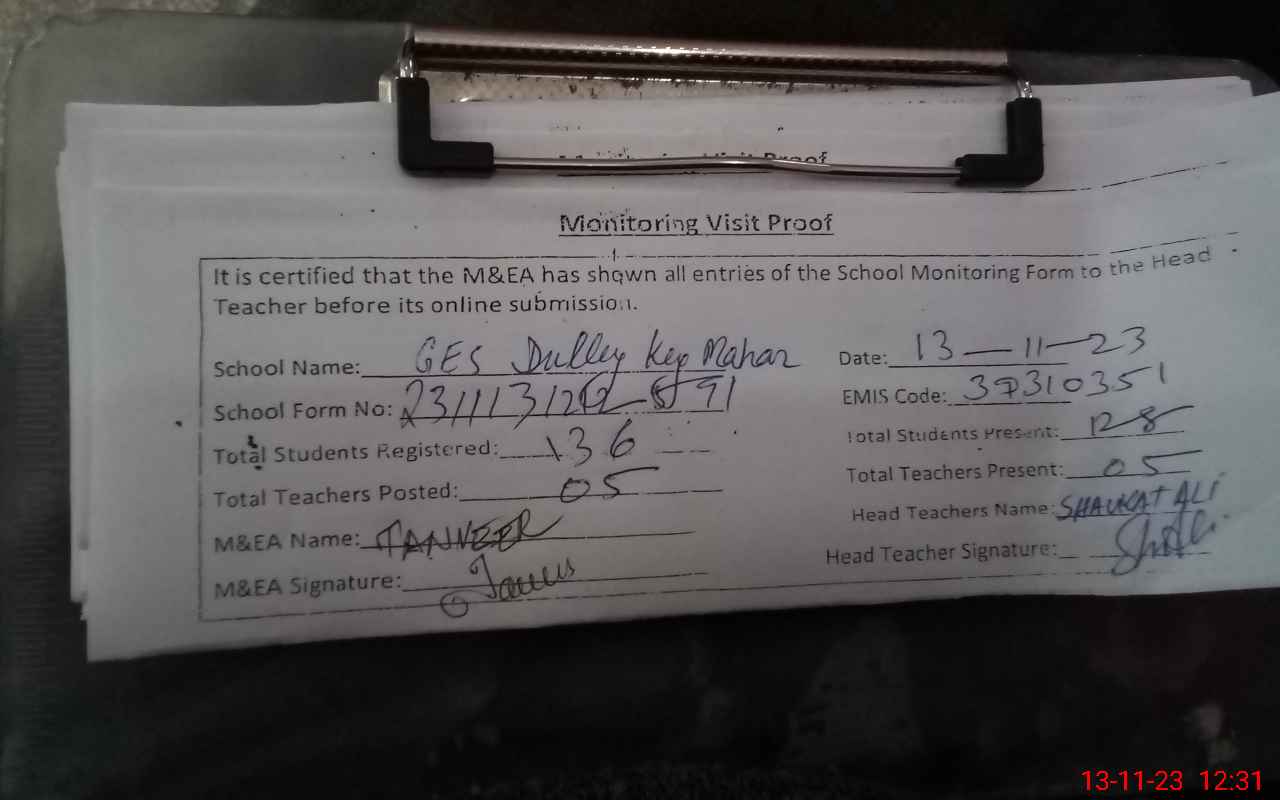 Visit Proof
Monitoring Visit Proof
It is certified that the M&EA has shown all entries of the School Monitoring Form to the Head
Teacher before its online submission.
School Name: GES Dulley Key Mahar Date: 13-11-23
School Form No: EMIS Code: 37310351
Total Students Registered: 136 Total Students Present: 128
Total Teachers Posted: 05 Total Teachers Present: 05
M&EA Name: TANVEER Head Teachers Name: SHAUKAT ALI
M&EA Signature: Head Teacher Signature:
13-11-23 12:31